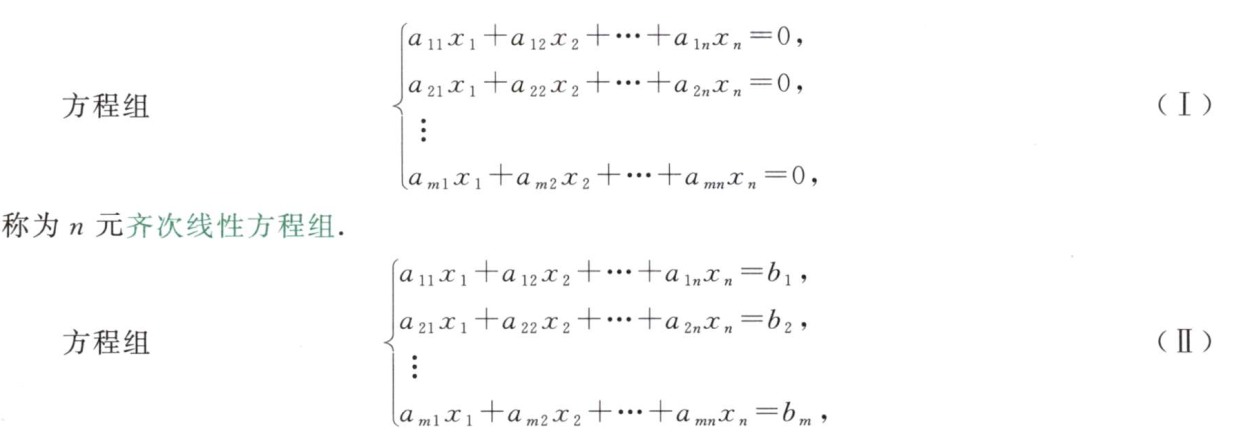 a₁₁x₁+a₁₂x₂+⋯+a₁ₙxₙ=0,
a₂₁x₁+a₂₂x₂+⋯+a₂ₙxₙ=0,
方程组 (Ⅰ)
⋮
aₘ₁x₁+aₘ₂x₂+⋯+aₘₙxₙ=0,
称为 n 元齐次线性方程组.
a₁₁x₁+a₁₂x₂+⋯+a₁ₙxₙ=b₁,
a₂₁x₁+a₂₂x₂+⋯+a₂ₙxₙ=b₂,
方程组 (Ⅱ)
⋮
aₘ₁x₁+aₘ₂x₂+⋯+aₘₙxₙ=bₘ,